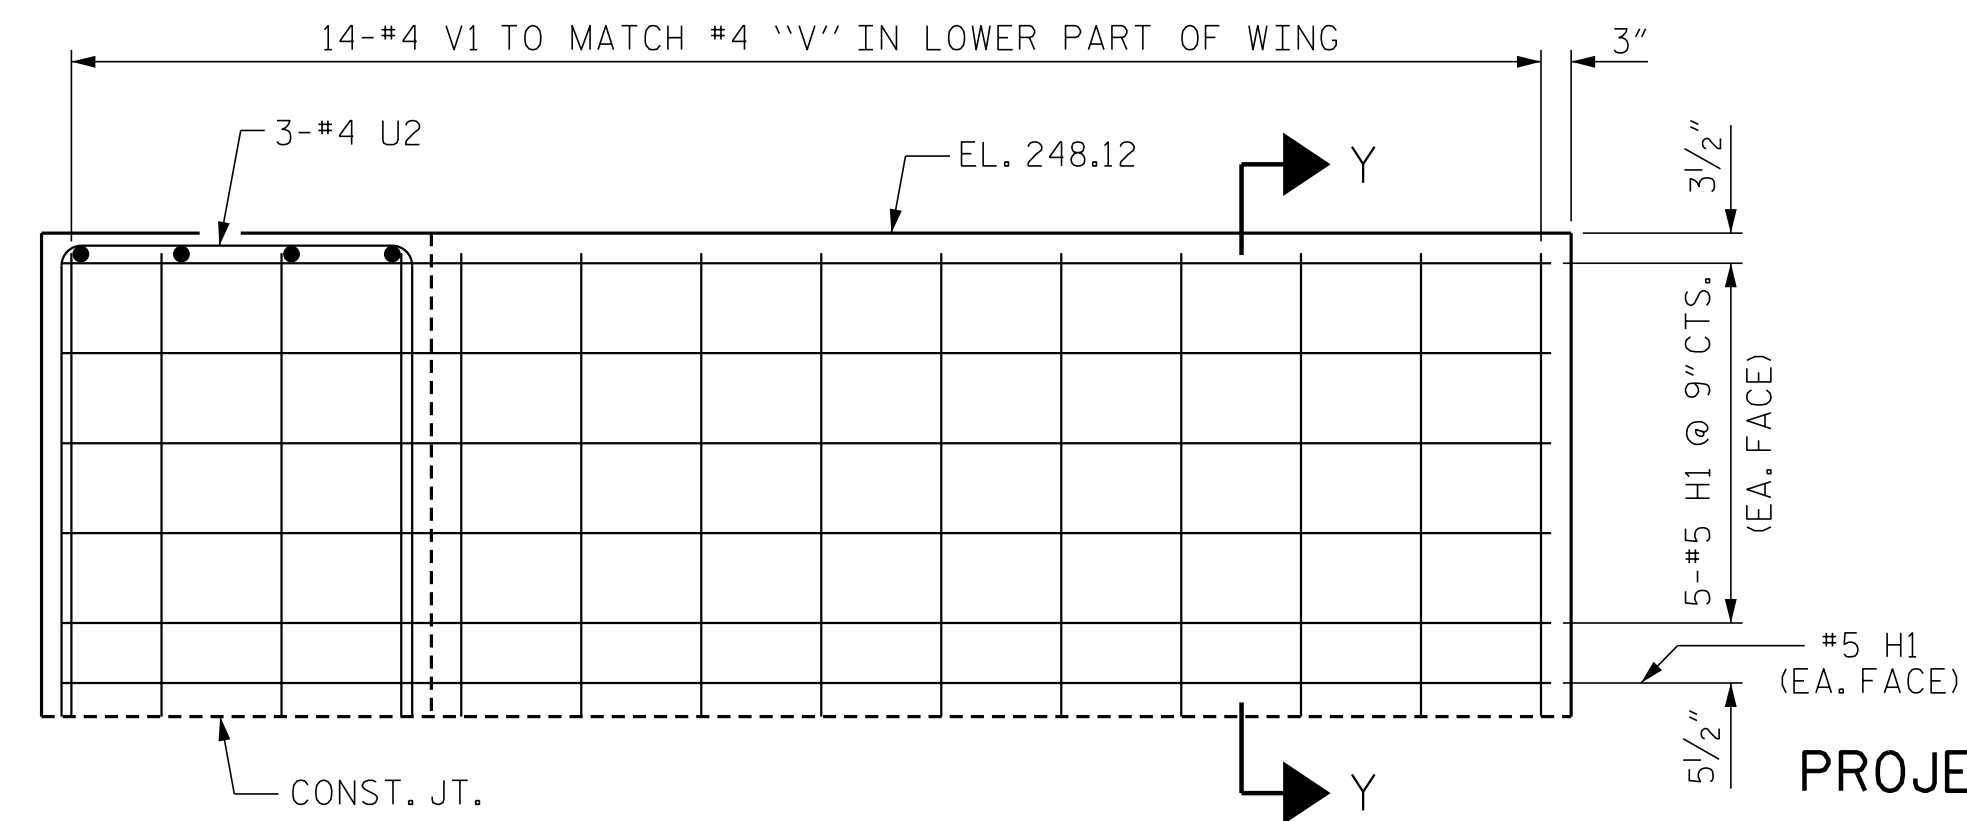 14-#4 V1 TO MATCH #4 "V" IN LOWER PART OF WING
3"
3-#4 U2
EL. 248.12
Y
3½"
5-#5 H1 @ 9" CTS.
(EA. FACE)
#5 H1
(EA. FACE)
5½"
CONST. JT.
Y